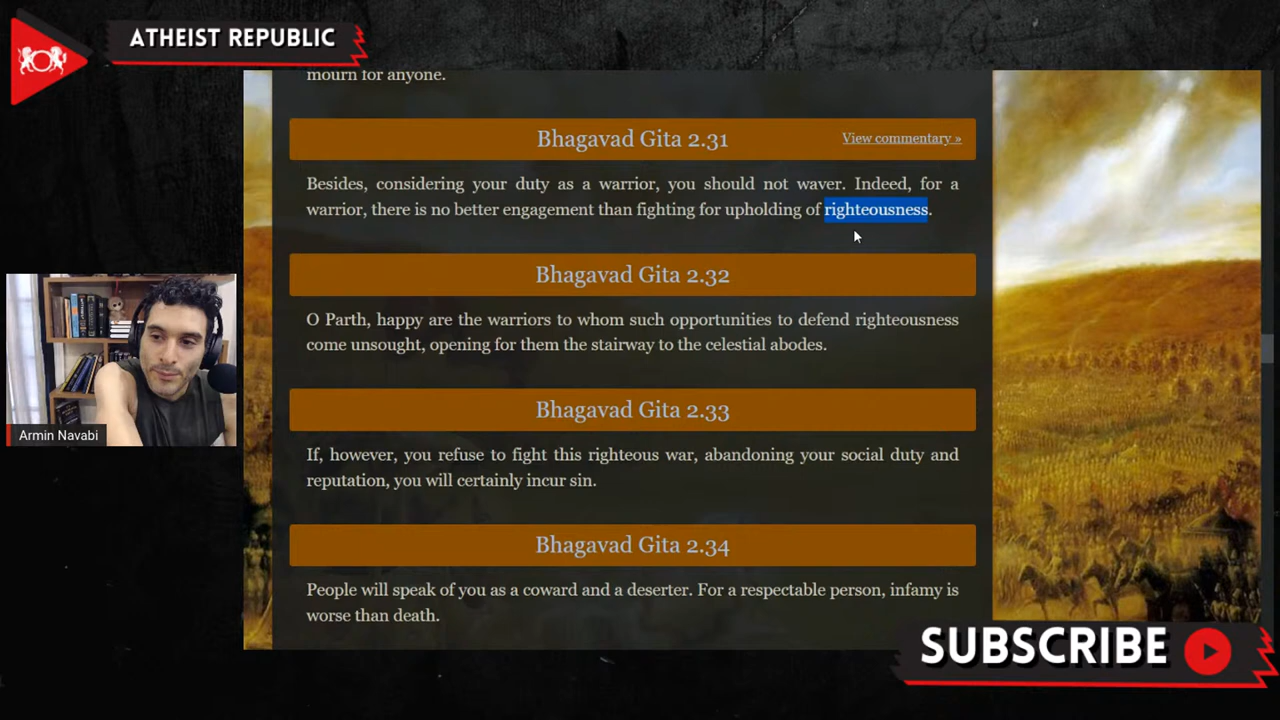 ATHEIST REPUBLIC
mourn for anyone.
Bhagavad Gita 2.31
View commentary »
Besides, considering your duty as a warrior, you should not waver. Indeed, for a
warrior, there is no better engagement than fighting for upholding of righteousness.
Bhagavad Gita 2.32
O Parth, happy are the warriors to whom such opportunities to defend righteousness
come unsought, opening for them the stairway to the celestial abodes.
Bhagavad Gita 2.33
If, however, you refuse to fight this righteous war, abandoning your social duty and
reputation, you will certainly incur sin.
Bhagavad Gita 2.34
People will speak of you as a coward and a deserter. For a respectable person, infamy is
worse than death.
Armin Navabi
SUBSCRIBE